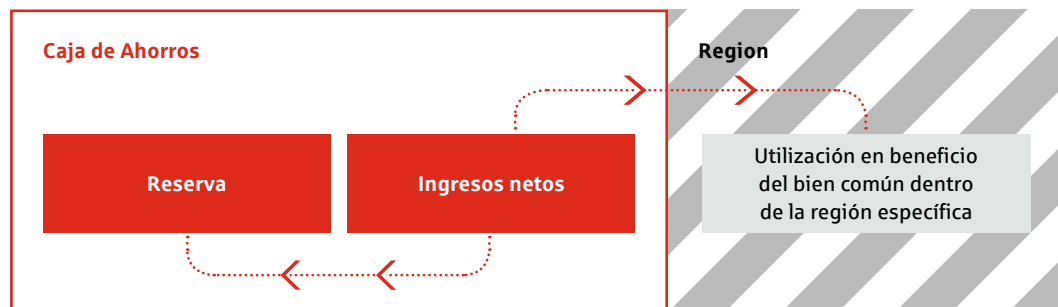 Caja de Ahorros
Region
Reserva
Ingresos netos
Utilización en beneficio
del bien común dentro
de la región específica